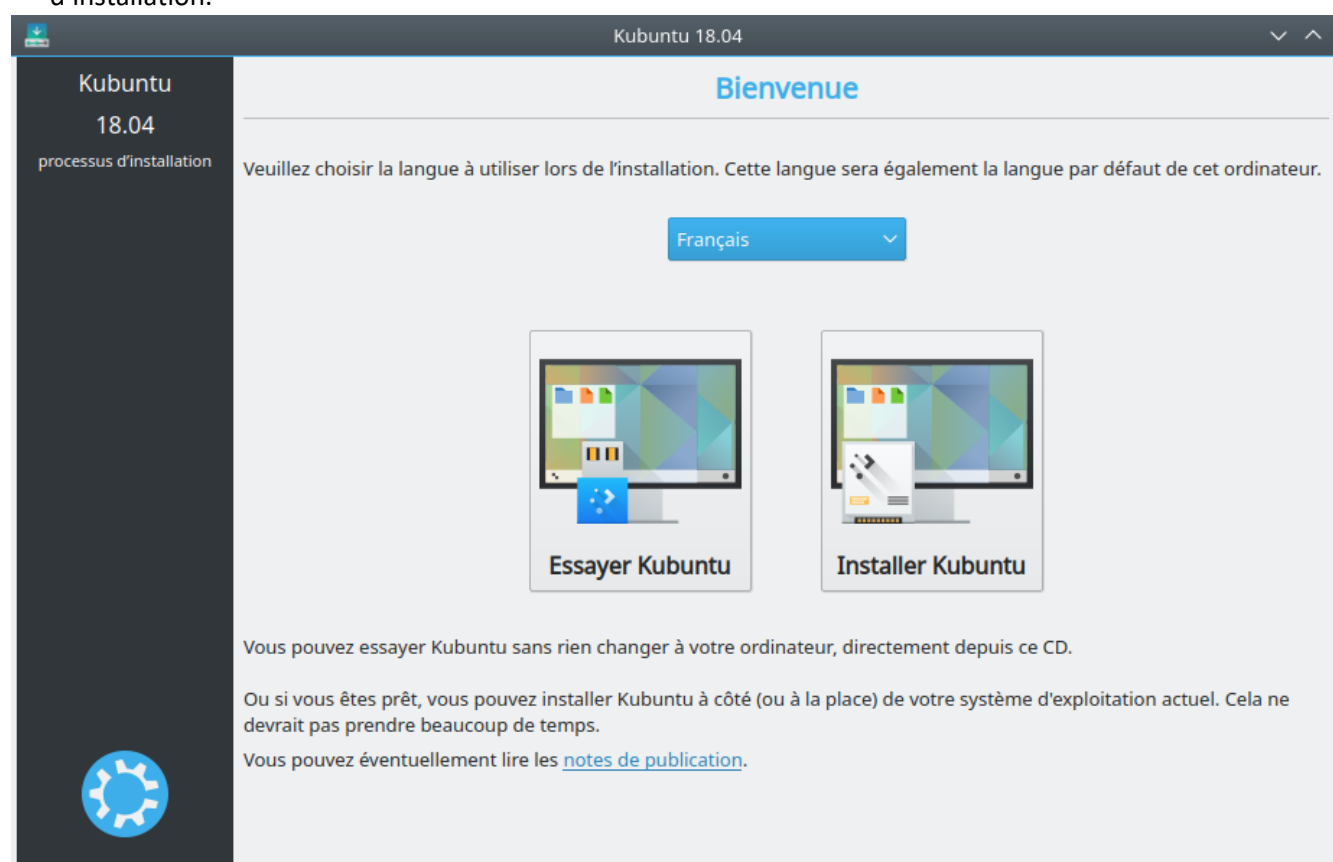 d'installation.
Kubuntu 18.04
Kubuntu
18.04
processus d’installation
Bienvenue
Veuillez choisir la langue à utiliser lors de l’installation. Cette langue sera également la langue par défaut de cet ordinateur.
Français
Essayer Kubuntu
Installer Kubuntu
Vous pouvez essayer Kubuntu sans rien changer à votre ordinateur, directement depuis ce CD.
Ou si vous êtes prêt, vous pouvez installer Kubuntu à côté (ou à la place) de votre système d'exploitation actuel. Cela ne
devrait pas prendre beaucoup de temps.
Vous pouvez éventuellement lire les notes de publication.